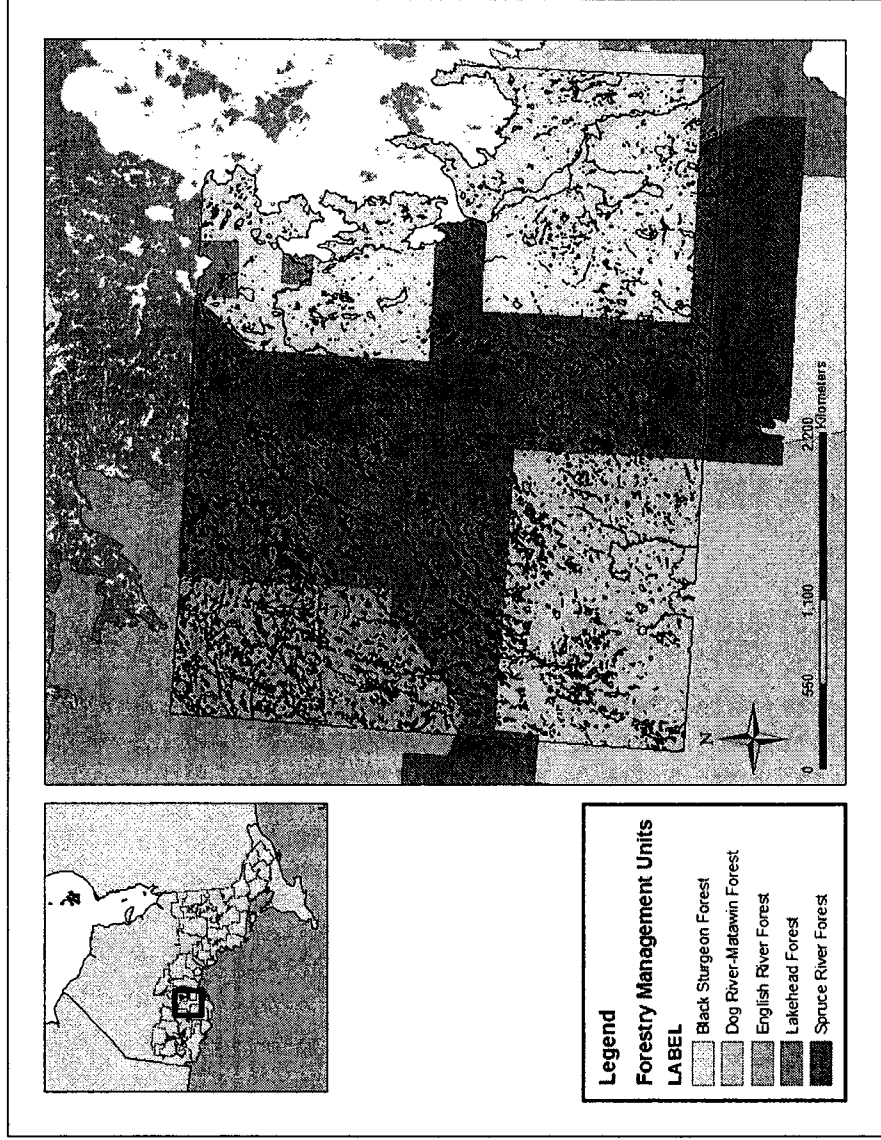 Legend
Forestry Management Units
LABEL
Black Sturgeon Forest
Dog River-Matawin Forest
English River Forest
Lakehead Forest
Spruce River Forest
N
0 550 1,100 2,200
Kilometers